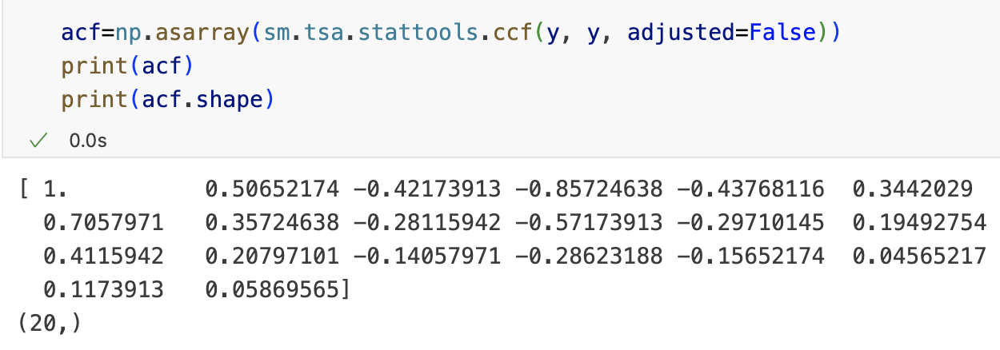 acf=np.asarray(sm.tsa.stattools.ccf(y, y, adjusted=False))
print(acf)
print(acf.shape)
✓ 0.0s
[ 1.          0.50652174 -0.42173913 -0.85724638 -0.43768116  0.3442029
  0.7057971   0.35724638 -0.28115942 -0.57173913 -0.29710145  0.19492754
  0.4115942   0.20797101 -0.14057971 -0.28623188 -0.15652174  0.04565217
  0.1173913   0.05869565]
(20,)